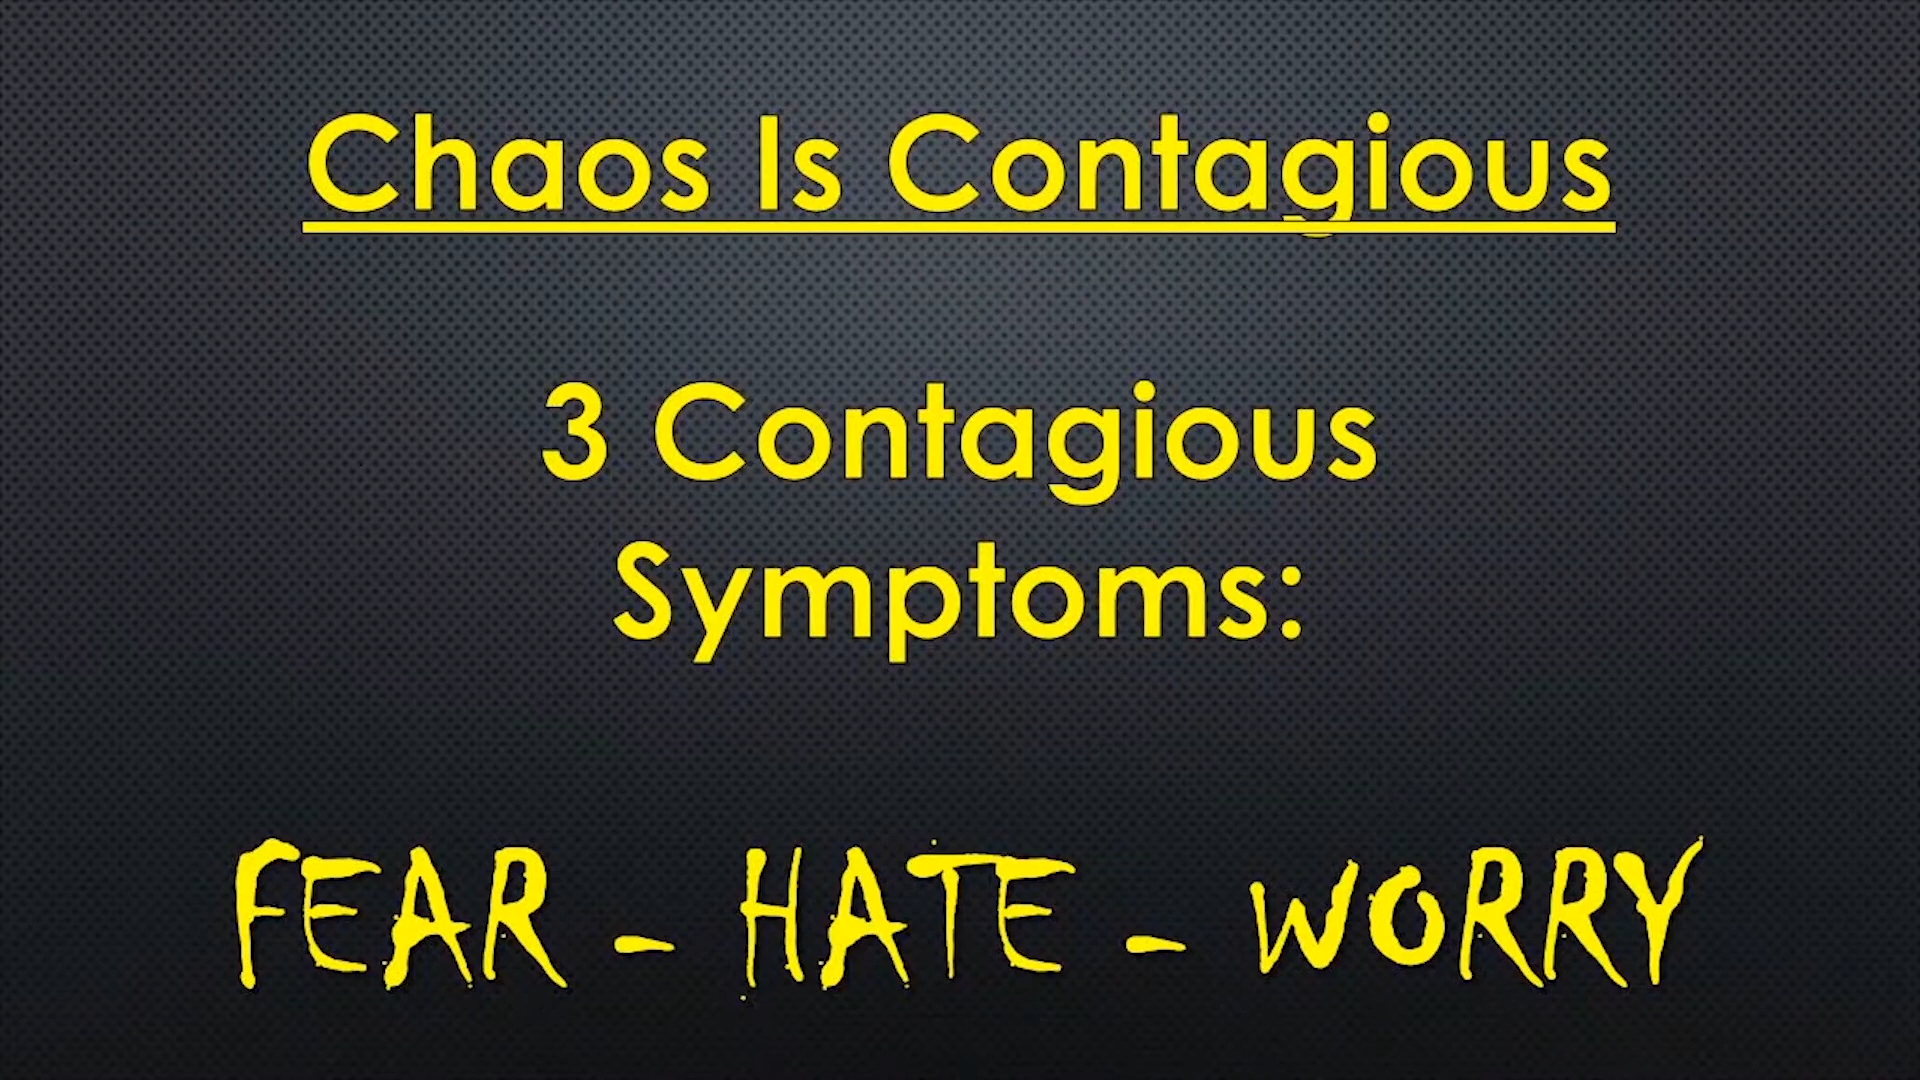 Chaos Is Contagious
3 Contagious
Symptoms:
FEAR - HATE - WORRY